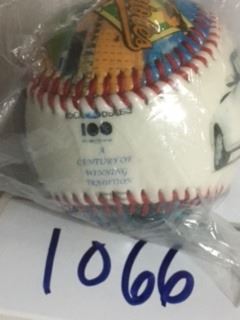 100
A
CENTURY OF
WINNING
TRADITION
1066